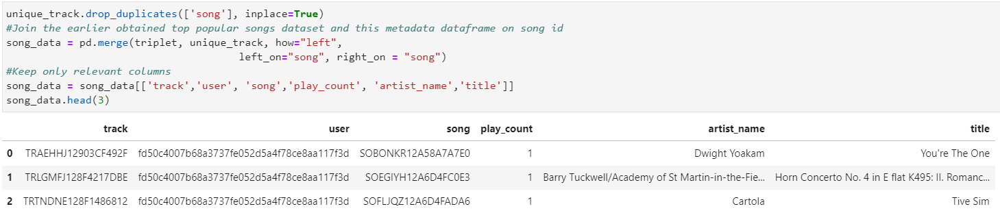 unique_track.drop_duplicates(['song'], inplace=True)
#Join the earlier obtained top popular songs dataset and this metadata dataframe on song id
song_data = pd.merge(triplet, unique_track, how="left",
left_on="song", right_on = "song")
#Keep only relevant columns
song_data = song_data[['track','user', 'song','play_count', 'artist_name','title']]
song_data.head(3)
track user song play_count artist_name title
0 TRAEHHJ12903CF492F fd50c4007b68a3737fe052d5a4f78ce8aa117f3d SOBONKR12A58A7A7E0 1 Dwight Yoakam You're The One
1 TRLGMFJ128F4217DBE fd50c4007b68a3737fe052d5a4f78ce8aa117f3d SOEGIYH12A6D4FC0E3 1 Barry Tuckwell/Academy of St Martin-in-the-Fie... Horn Concerto No. 4 in E flat K495: II. Romanc...
2 TRTNDNE128F1486812 fd50c4007b68a3737fe052d5a4f78ce8aa117f3d SOFLJQZ12A6D4FADA6 1 Cartola Tive Sim